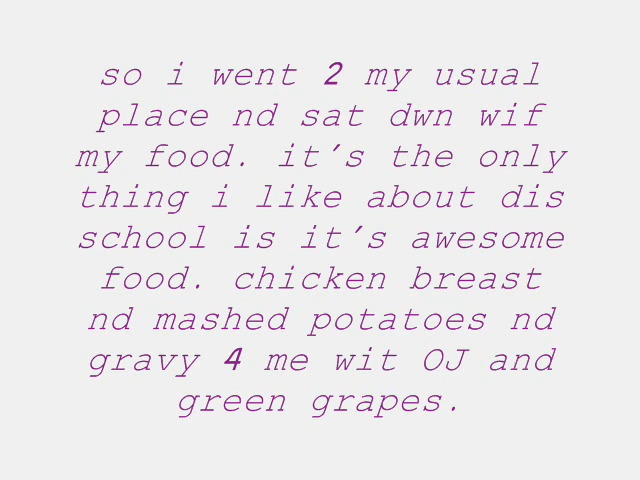 so i went 2 my usual
place nd sat dwn wif
my food. it’s the only
thing i like about dis
school is it’s awesome
food. chicken breast
nd mashed potatoes nd
gravy 4 me wit OJ and
green grapes.